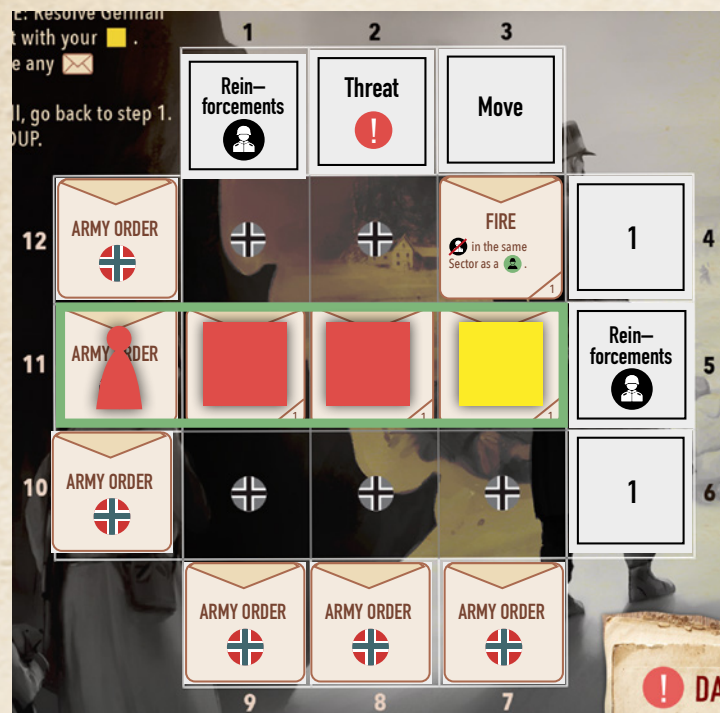 E: Resolve German
with your
e any
ll, go back to step 1.
OUP.
1
2
3
Rein-
forcements
Threat
!
Move
12
ARMY ORDER
FIRE
in the same
Sector as a
1
1
4
11
ARMY ORDER
1
1
1
Rein-
forcements
5
10
ARMY ORDER
1
6
ARMY ORDER
ARMY ORDER
ARMY ORDER
9
8
7
! DA